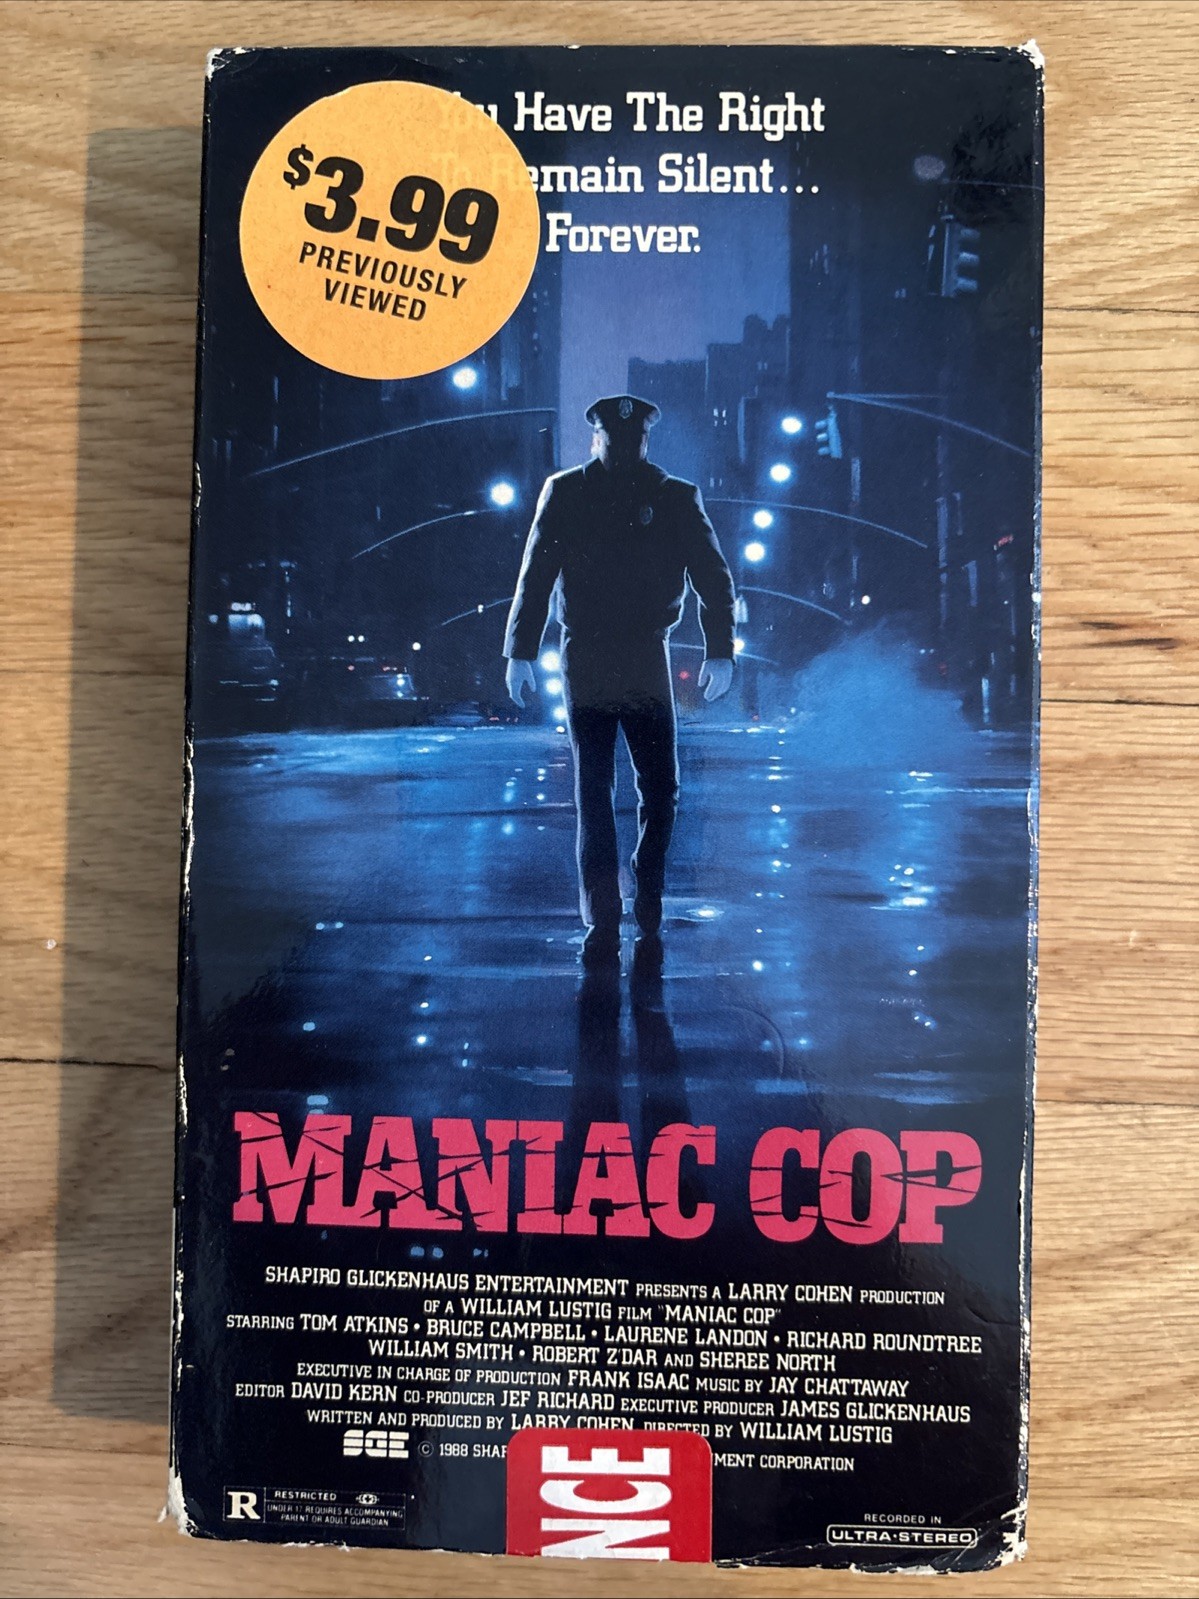 You Have The Right
To Remain Silent...
Forever.
$3.99
PREVIOUSLY
VIEWED
MANIAC COP
SHAPIRO GLICKENHAUS ENTERTAINMENT PRESENTS A LARRY COHEN PRODUCTION
OF A WILLIAM LUSTIG FILM "MANIAC COP"
STARRING TOM ATKINS • BRUCE CAMPBELL • LAURENE LANDON • RICHARD ROUNDTREE
WILLIAM SMITH • ROBERT Z'DAR AND SHEREE NORTH
EXECUTIVE IN CHARGE OF PRODUCTION FRANK ISAAC MUSIC BY JAY CHATTAWAY
EDITOR DAVID KERN CO-PRODUCER JEF RICHARD EXECUTIVE PRODUCER JAMES GLICKENHAUS
WRITTEN AND PRODUCED BY LARRY COHEN DIRECTED BY WILLIAM LUSTIG
SGE © 1988 SHAP MENT CORPORATION
NCE
R RESTRICTED
UNDER 17 REQUIRES ACCOMPANYING
PARENT OR ADULT GUARDIAN
RECORDED IN
ULTRA•STEREO